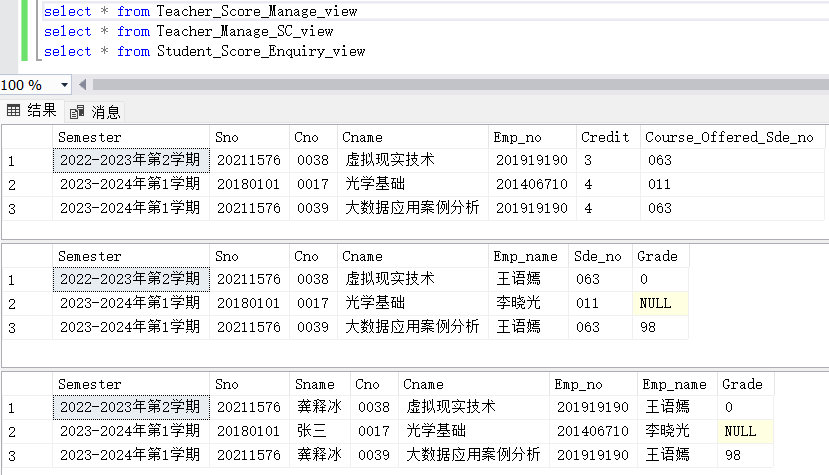 select * from Teacher_Score_Manage_view
select * from Teacher_Manage_SC_view
select * from Student_Score_Enquiry_view
100 %
结果 消息
Semester Sno Cno Cname Emp_no Credit Course_Offered_Sde_no
1 2022-2023年第2学期 20211576 0038 虚拟现实技术 201919190 3 063
2 2023-2024年第1学期 20180101 0017 光学基础 201406710 4 011
3 2023-2024年第1学期 20211576 0039 大数据应用案例分析 201919190 4 063
Semester Sno Cno Cname Emp_name Sde_no Grade
1 2022-2023年第2学期 20211576 0038 虚拟现实技术 王语嫣 063 0
2 2023-2024年第1学期 20180101 0017 光学基础 李晓光 011 NULL
3 2023-2024年第1学期 20211576 0039 大数据应用案例分析 王语嫣 063 98
Semester Sno Sname Cno Cname Emp_no Emp_name Grade
1 2022-2023年第2学期 20211576 龚释冰 0038 虚拟现实技术 201919190 王语嫣 0
2 2023-2024年第1学期 20180101 张三 0017 光学基础 201406710 李晓光 NULL
3 2023-2024年第1学期 20211576 龚释冰 0039 大数据应用案例分析 201919190 王语嫣 98